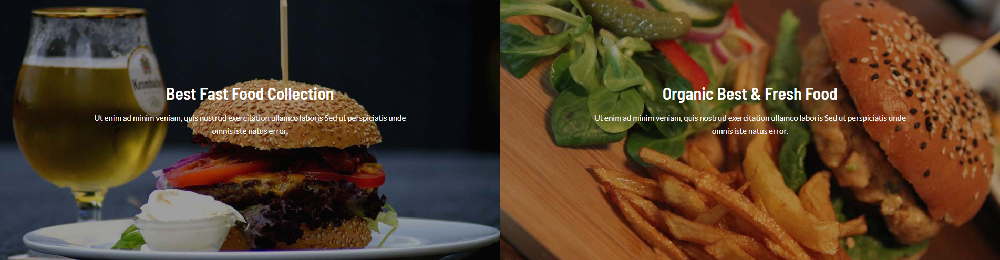 Krombacher
Best Fast Food Collection
Ut enim ad minim veniam, quis nostrud exercitation ullamco laboris Sed ut perspiciatis unde
omnis iste natus error.
Organic Best & Fresh Food
Ut enim ad minim veniam, quis nostrud exercitation ullamco laboris Sed ut perspiciatis unde
omnis iste natus error.